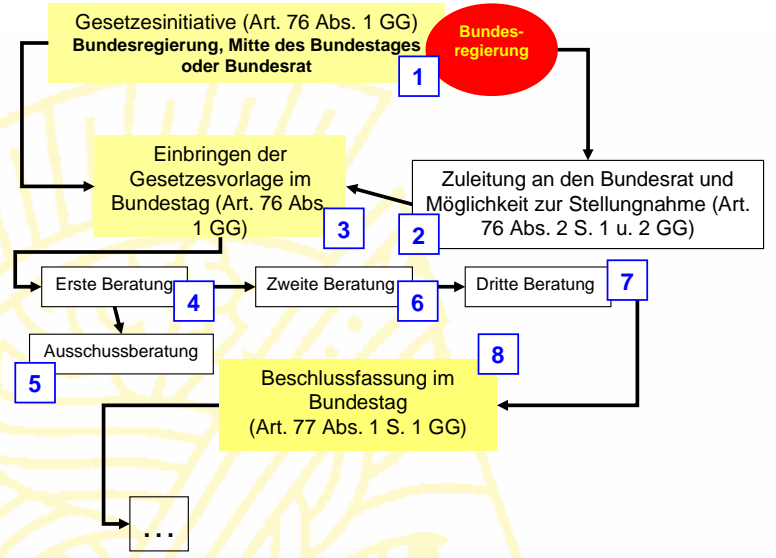 Gesetzesinitiative (Art. 76 Abs. 1 GG)
Bundesregierung, Mitte des Bundestages
oder Bundesrat
1
Bundes-
regierung
Einbringen der
Gesetzesvorlage im
Bundestag (Art. 76 Abs.
1 GG)
3
Zuleitung an den Bundesrat und
Möglichkeit zur Stellungnahme (Art.
76 Abs. 2 S. 1 u. 2 GG)
2
Erste Beratung
4
Zweite Beratung
6
Dritte Beratung
7
Ausschussberatung
5
8
Beschlussfassung im
Bundestag
(Art. 77 Abs. 1 S. 1 GG)
...